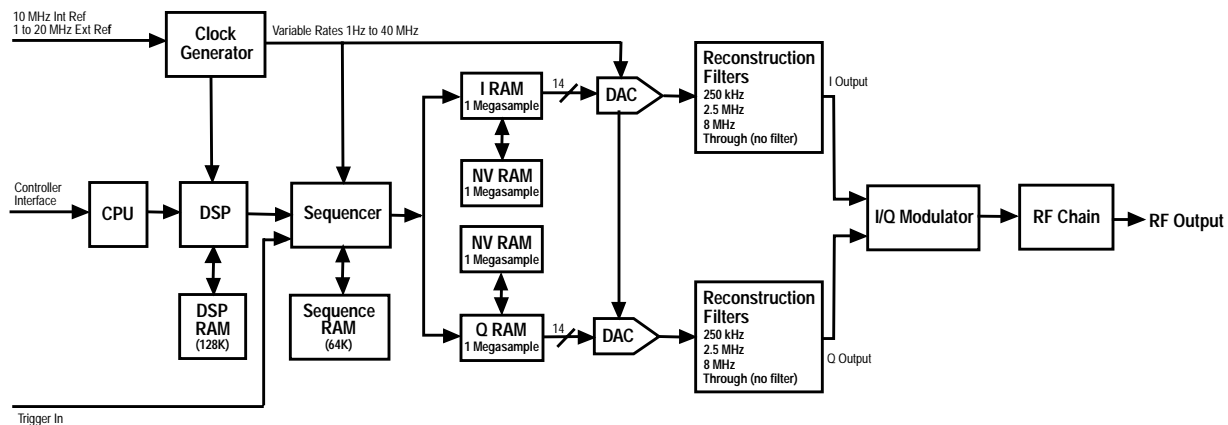 10 MHz Int Ref
1 to 20 MHz Ext Ref
Clock
Generator
Variable Rates 1Hz to 40 MHz
I RAM
1 Megasample
14
DAC
Reconstruction
Filters
250 kHz
2.5 MHz
8 MHz
Through (no filter)
I Output
NV RAM
1 Megasample
Controller
Interface
CPU
DSP
Sequencer
I/Q Modulator
RF Chain
RF Output
NV RAM
1 Megasample
DSP
RAM
(128K)
Sequence
RAM
(64K)
Q RAM
1 Megasample
14
DAC
Reconstruction
Filters
250 kHz
2.5 MHz
8 MHz
Through (no filter)
Q Output
Trigger In